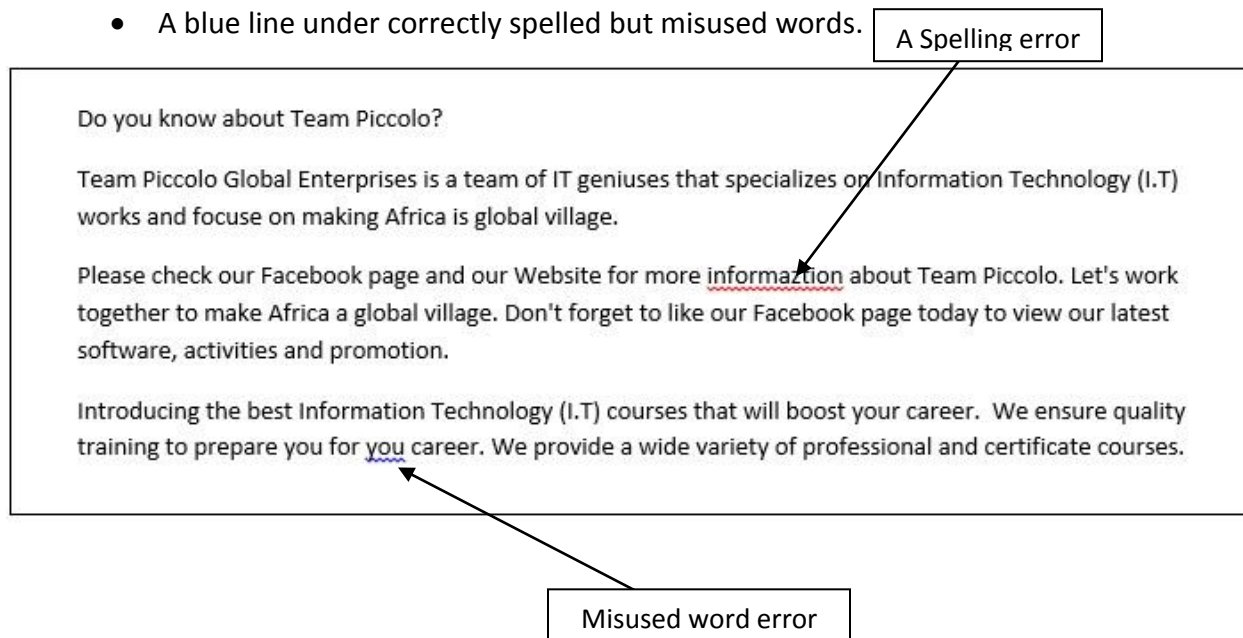 • A blue line under correctly spelled but misused words.
A Spelling error
Do you know about Team Piccolo?
Team Piccolo Global Enterprises is a team of IT geniuses that specializes on Information Technology (I.T)
works and focuse on making Africa is global village.
Please check our Facebook page and our Website for more informaztion about Team Piccolo. Let's work
together to make Africa a global village. Don't forget to like our Facebook page today to view our latest
software, activities and promotion.
Introducing the best Information Technology (I.T) courses that will boost your career.  We ensure quality
training to prepare you for you career. We provide a wide variety of professional and certificate courses.
Misused word error